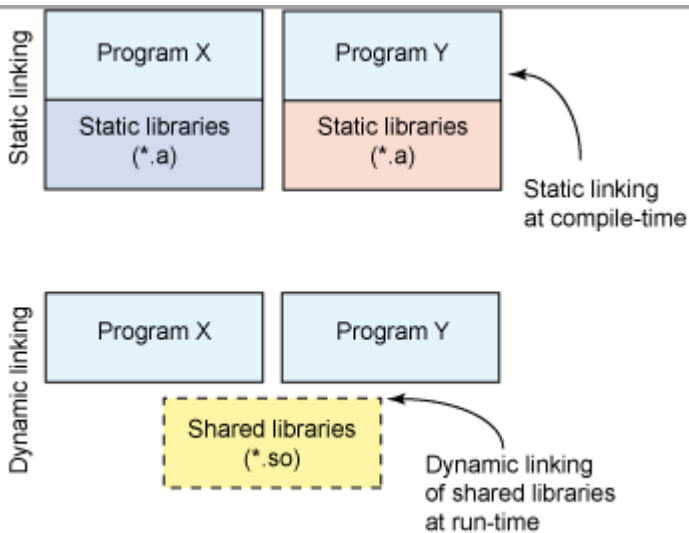 Static linking
Program X
Static libraries
(*.a)
Program Y
Static libraries
(*.a)
Static linking
at compile-time
Dynamic linking
Program X
Program Y
Shared libraries
(*.so)
Dynamic linking
of shared libraries
at run-time